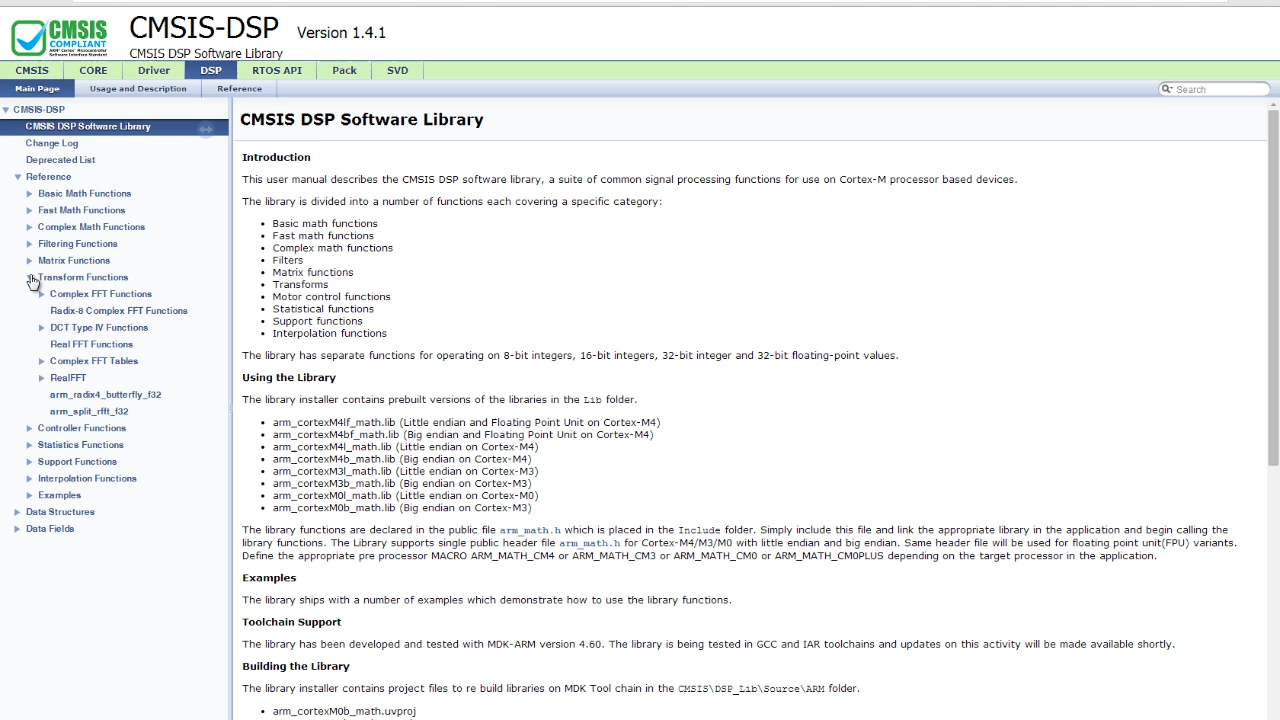 CMSIS
COMPLIANT
CMSIS-DSP Version 1.4.1
CMSIS DSP Software Library
CMSIS CORE Driver DSP RTOS API Pack SVD
Main Page Usage and Description Reference Search
CMSIS-DSP
CMSIS DSP Software Library
Change Log
Deprecated List
Reference
Basic Math Functions
Fast Math Functions
Complex Math Functions
Filtering Functions
Matrix Functions
Transform Functions
Complex FFT Functions
Radix-8 Complex FFT Functions
DCT Type IV Functions
Real FFT Functions
Complex FFT Tables
RealFFT
arm_radix4_butterfly_f32
arm_split_rfft_f32
Controller Functions
Statistics Functions
Support Functions
Interpolation Functions
Examples
Data Structures
Data Fields
CMSIS DSP Software Library
Introduction
This user manual describes the CMSIS DSP software library, a suite of common signal processing functions for use on Cortex-M processor based devices.
The library is divided into a number of functions each covering a specific category:
• Basic math functions
• Fast math functions
• Complex math functions
• Filters
• Matrix functions
• Transforms
• Motor control functions
• Statistical functions
• Support functions
• Interpolation functions
The library has separate functions for operating on 8-bit integers, 16-bit integers, 32-bit integer and 32-bit floating-point values.
Using the Library
The library installer contains prebuilt versions of the libraries in the Lib folder.
• arm_cortexM4lf_math.lib (Little endian and Floating Point Unit on Cortex-M4)
• arm_cortexM4bf_math.lib (Big endian and Floating Point Unit on Cortex-M4)
• arm_cortexM4l_math.lib (Little endian on Cortex-M4)
• arm_cortexM4b_math.lib (Big endian on Cortex-M4)
• arm_cortexM3l_math.lib (Little endian on Cortex-M3)
• arm_cortexM3b_math.lib (Big endian on Cortex-M3)
• arm_cortexM0l_math.lib (Little endian on Cortex-M0)
• arm_cortexM0b_math.lib (Big endian on Cortex-M3)
The library functions are declared in the public file arm_math.h which is placed in the Include folder. Simply include this file and link the appropriate library in the application and begin calling the
library functions. The Library supports single public header file arm_math.h for Cortex-M4/M3/M0 with little endian and big endian. Same header file will be used for floating point unit(FPU) variants.
Define the appropriate pre processor MACRO ARM_MATH_CM4 or ARM_MATH_CM3 or ARM_MATH_CM0 or ARM_MATH_CM0PLUS depending on the target processor in the application.
Examples
The library ships with a number of examples which demonstrate how to use the library functions.
Toolchain Support
The library has been developed and tested with MDK-ARM version 4.60. The library is being tested in GCC and IAR toolchains and updates on this activity will be made available shortly.
Building the Library
The library installer contains project files to re build libraries on MDK Tool chain in the CMSIS\DSP_Lib\Source\ARM folder.
• arm_cortexM0b_math.uvproj